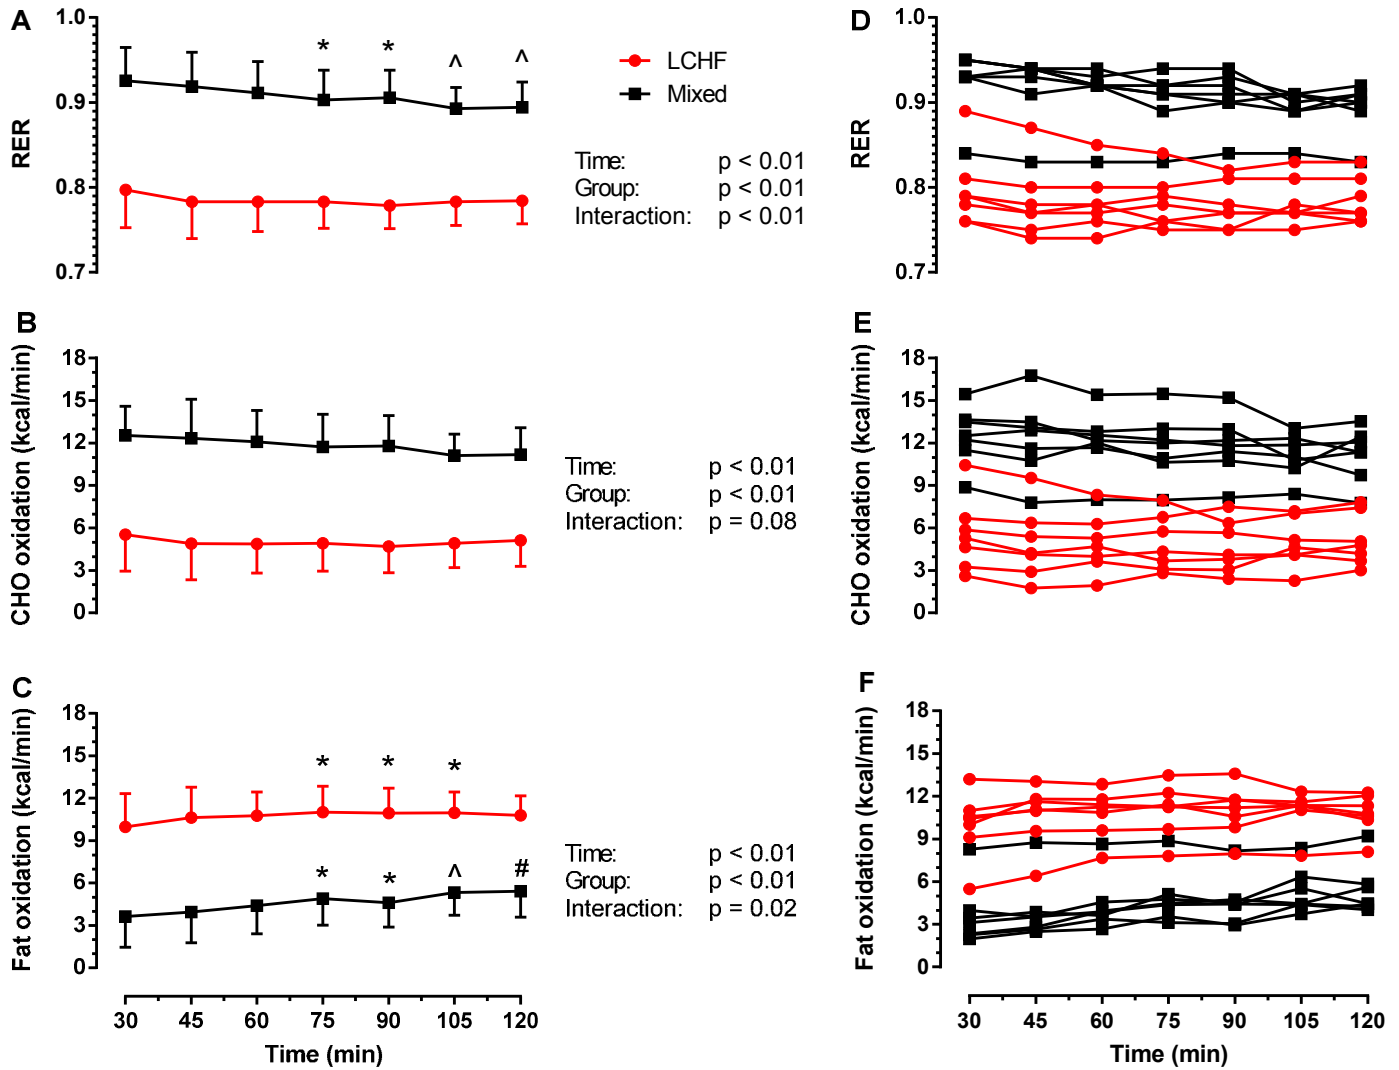 A
RER
1.0
0.9
0.8
0.7
* * ^ ^
LCHF
Mixed
Time: p < 0.01
Group: p < 0.01
Interaction: p < 0.01
D
RER
1.0
0.9
0.8
0.7
B
CHO oxidation (kcal/min)
18
15
12
9
6
3
0
Time: p < 0.01
Group: p < 0.01
Interaction: p = 0.08
E
CHO oxidation (kcal/min)
18
15
12
9
6
3
0
C
Fat oxidation (kcal/min)
18
15
12
9
6
3
0
* * *
* * ^ #
Time: p < 0.01
Group: p < 0.01
Interaction: p = 0.02
30 45 60 75 90 105 120
Time (min)
F
Fat oxidation (kcal/min)
18
15
12
9
6
3
0
30 45 60 75 90 105 120
Time (min)